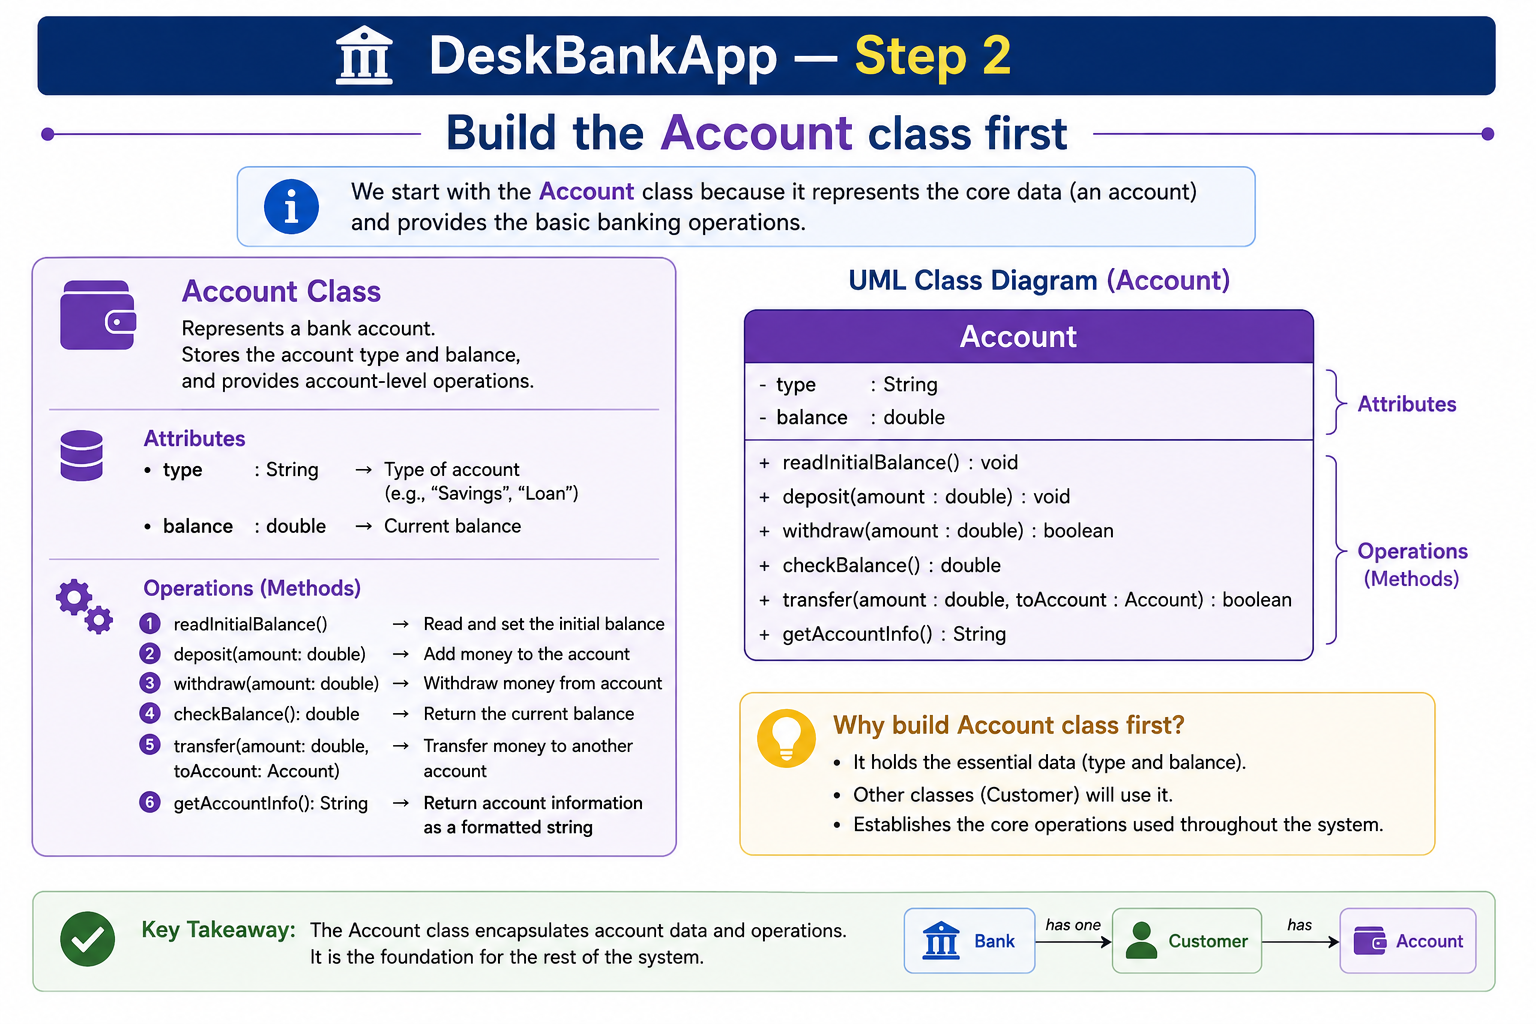 DeskBankApp — Step 2
Build the Account class first
We start with the Account class because it represents the core data (an account)
and provides the basic banking operations.
Account Class
Represents a bank account.
Stores the account type and balance,
and provides account-level operations.
Attributes
• type : String → Type of account
(e.g., “Savings”, “Loan”)
• balance : double → Current balance
Operations (Methods)
1 readInitialBalance() → Read and set the initial balance
2 deposit(amount: double) → Add money to the account
3 withdraw(amount: double) → Withdraw money from account
4 checkBalance(): double → Return the current balance
5 transfer(amount: double, → Transfer money to another
toAccount: Account) account
6 getAccountInfo(): String → Return account information
as a formatted string
UML Class Diagram (Account)
Account
- type : String
- balance : double
Attributes
+ readInitialBalance() : void
+ deposit(amount : double) : void
+ withdraw(amount : double) : boolean
+ checkBalance() : double
+ transfer(amount : double, toAccount : Account) : boolean
+ getAccountInfo() : String
Operations
(Methods)
Why build Account class first?
• It holds the essential data (type and balance).
• Other classes (Customer) will use it.
• Establishes the core operations used throughout the system.
Key Takeaway: The Account class encapsulates account data and operations.
It is the foundation for the rest of the system.
Bank has one Customer has Account